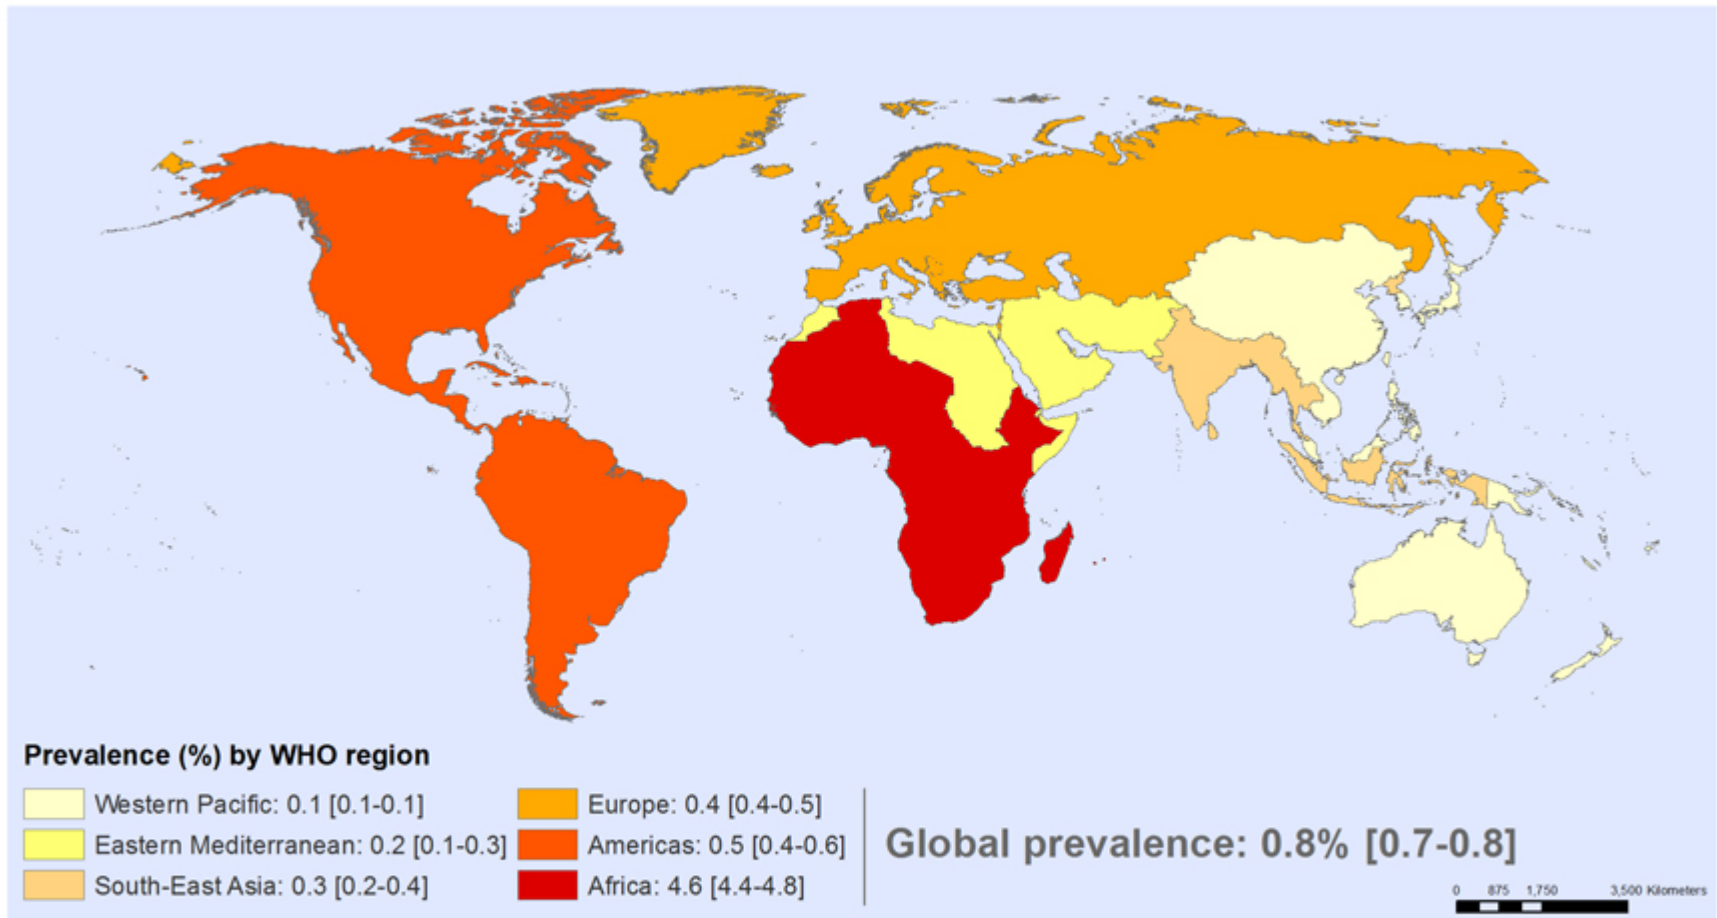 Prevalence (%) by WHO region
Western Pacific: 0.1 [0.1-0.1]
Eastern Mediterranean: 0.2 [0.1-0.3]
South-East Asia: 0.3 [0.2-0.4]
Europe: 0.4 [0.4-0.5]
Americas: 0.5 [0.4-0.6]
Africa: 4.6 [4.4-4.8]
Global prevalence: 0.8% [0.7-0.8]
0 875 1,750 3,500 Kilometers